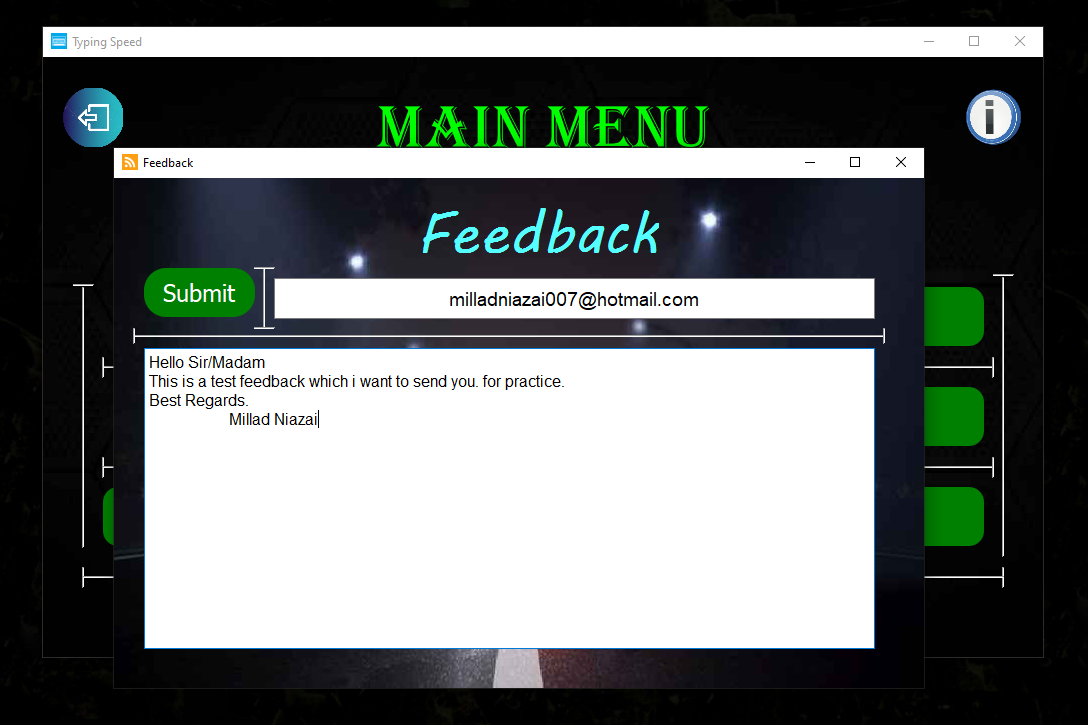 Typing Speed
MAIN MENU
Feedback
Feedback
Submit
milladniazai007@hotmail.com
Hello Sir/Madam
This is a test feedback which i want to send you. for practice.
Best Regards.
Millad Niazai